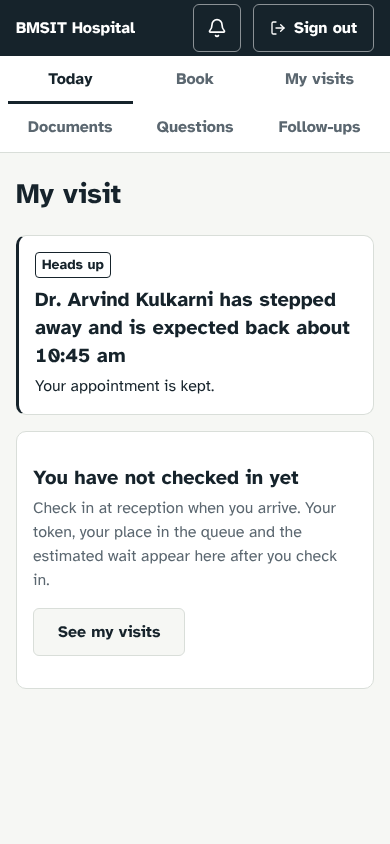 BMSIT Hospital
Sign out
Today
Book
My visits
Documents
Questions
Follow-ups
My visit
Heads up
Dr. Arvind Kulkarni has stepped
away and is expected back about
10:45 am
Your appointment is kept.
You have not checked in yet
Check in at reception when you arrive. Your
token, your place in the queue and the
estimated wait appear here after you check
in.
See my visits